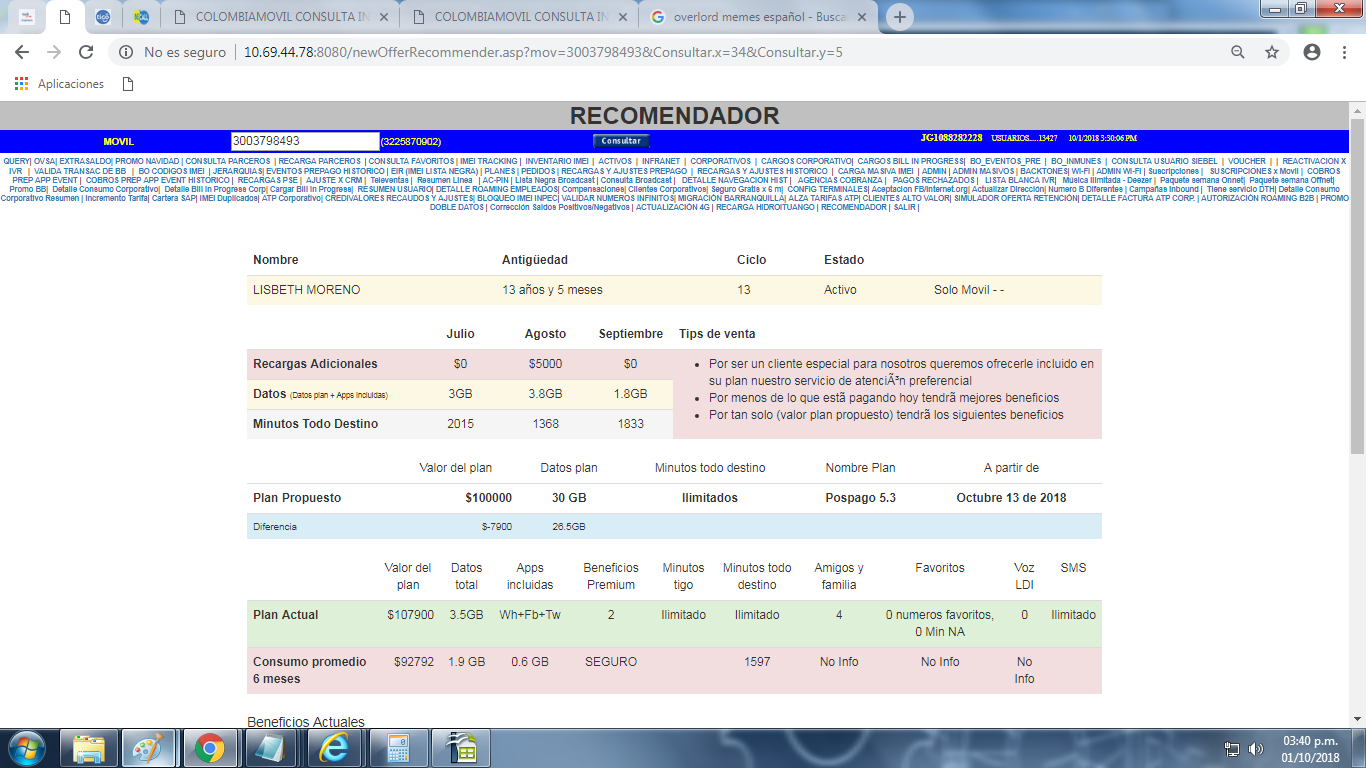 COLOMBIAMOVIL CONSULTA IN
COLOMBIAMOVIL CONSULTA IN
overlord memes español - Busca
No es seguro | 10.69.44.78:8080/newOfferRecommender.asp?mov=3003798493&Consultar.x=34&Consultar.y=5
Aplicaciones
RECOMENDADOR
MOVIL 3003798493 (3225870902) Consultar JG1088282228 USUARIOS.....13427 10/1/2018 3:30:06 PM
QUERY| OVSA| EXTRASALDO| PROMO NAVIDAD | CONSULTA PARCEROS | RECARGA PARCEROS | CONSULTA FAVORITOS | IMEI TRACKING | INVENTARIO IMEI | ACTIVOS | INFRANET | CORPORATIVOS | CARGOS CORPORATIVO| CARGOS BILL IN PROGRESS| BO_EVENTOS_PRE | BO_INMUNES | CONSULTA USUARIO SIEBEL | VOUCHER | | REACTIVACION X
IVR | VALIDA TRANSAC DE BB | BO CODIGOS IMEI | JERARQUIAS| EVENTOS PREPAGO HISTORICO | EIR (IMEI LISTA NEGRA) | PLANES | PEDIDOS | RECARGAS Y AJUSTES PREPAGO | RECARGAS Y AJUSTES HISTORICO | CARGA MASIVA IMEI | ADMIN | ADMIN MASIVOS | BACKTONES| WI-FI | ADMIN WI-FI | Suscripciones | SUSCRIPCIONES x Movil | COBROS
PREP APP EVENT | COBROS PREP APP EVENT HISTORICO | RECARGAS PSE | AJUSTE X CRM | Televentas | Resumen Linea | AC-PIN | Lista Negra Broadcast | Consulta Broadcast | DETALLE NAVEGACION HIST | AGENCIAS COBRANZA | PAGOS RECHAZADOS | LISTA BLANCA IVR| Música Ilimitada - Deezer | Paquete semana Onnet| Paquete semana Offnet|
Promo BB| Detalle Consumo Corporativo| Detalle Bill In Progress Corp| Cargar Bill In Progress| RESUMEN USUARIO| DETALLE ROAMING EMPLEADOS| Compensaciones| Clientes Corporativos| Seguro Gratis x 6 m| CONFIG TERMINALES| Aceptacion FB/Internet.org| Actualizar Dirección| Numero B Diferentes | Campañas Inbound | Tiene servicio DTH| Detalle Consumo
Corporativo Resumen | Incremento Tarifa| Cartera SAP| IMEI Duplicados| ATP Corporativo| CREDIVALORES RECAUDOS Y AJUSTES| BLOQUEO IMEI INPEC| VALIDAR NUMEROS INFINITOS| MIGRACIÓN BARRANQUILLA| ALZA TARIFAS ATP| CLIENTES ALTO VALOR| SIMULADOR OFERTA RETENCIÓN| DETALLE FACTURA ATP CORP. | AUTORIZACIÓN ROAMING B2B | PROMO
DOBLE DATOS | Corrección Saldos Positivos/Negativos | ACTUALIZACIÓN 4G | RECARGA HIDROITUANGO | RECOMENDADOR | SALIR |
Nombre Antigüedad Ciclo Estado
LISBETH MORENO 13 años y 5 meses 13 Activo Solo Movil - -
Julio Agosto Septiembre Tips de venta
Recargas Adicionales $0 $5000 $0
Datos (Datos plan + Apps incluidas) 3GB 3.8GB 1.8GB
Minutos Todo Destino 2015 1368 1833
• Por ser un cliente especial para nosotros queremos ofrecerle incluido en
su plan nuestro servicio de atenciÃ³n preferencial
• Por menos de lo que estã pagando hoy tendrã mejores beneficios
• Por tan solo (valor plan propuesto) tendrã los siguientes beneficios
Valor del plan Datos plan Minutos todo destino Nombre Plan A partir de
Plan Propuesto $100000 30 GB Ilimitados Pospago 5.3 Octubre 13 de 2018
Diferencia $-7900 26.5GB
Valor del Datos Apps Beneficios Minutos Minutos todo Amigos y Favoritos Voz SMS
plan total incluidas Premium tigo destino familia LDI
Plan Actual $107900 3.5GB Wh+Fb+Tw 2 Ilimitado Ilimitado 4 0 numeros favoritos, 0 Ilimitado
0 Min NA
Consumo promedio $92792 1.9 GB 0.6 GB SEGURO 1597 No Info No Info No
6 meses Info
Beneficios Actuales
03:40 p.m.
01/10/2018